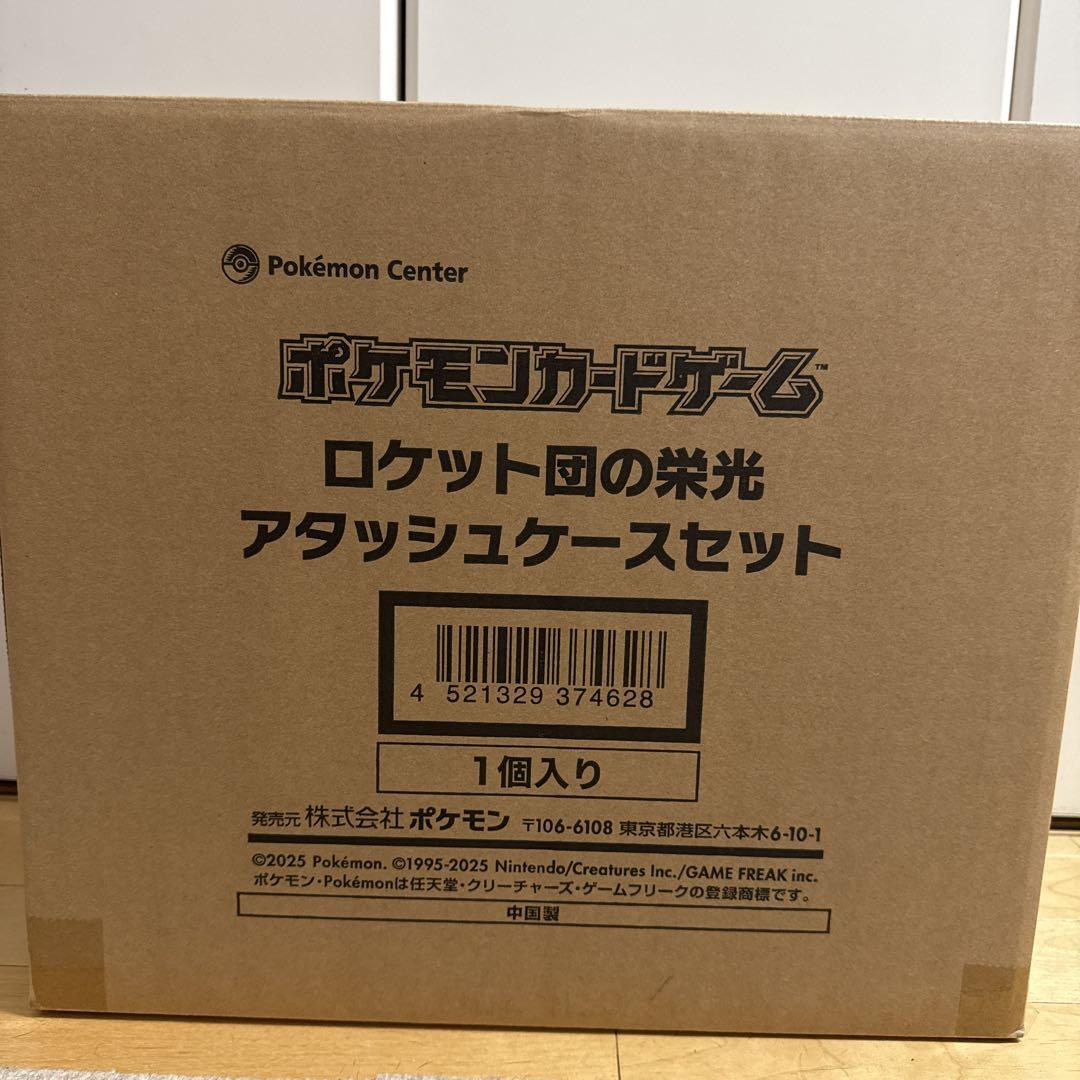 Pokémon Center
ポケモンカードゲーム™
ロケット団の栄光
アタッシュケースセット
4 521329 374628
1個入り
発売元 株式会社 ポケモン 〒106-6108 東京都港区六本木6-10-1
©2025 Pokémon. ©1995-2025 Nintendo/Creatures Inc./GAME FREAK inc.
ポケモン・Pokémonは任天堂・クリーチャーズ・ゲームフリークの登録商標です。
中国製